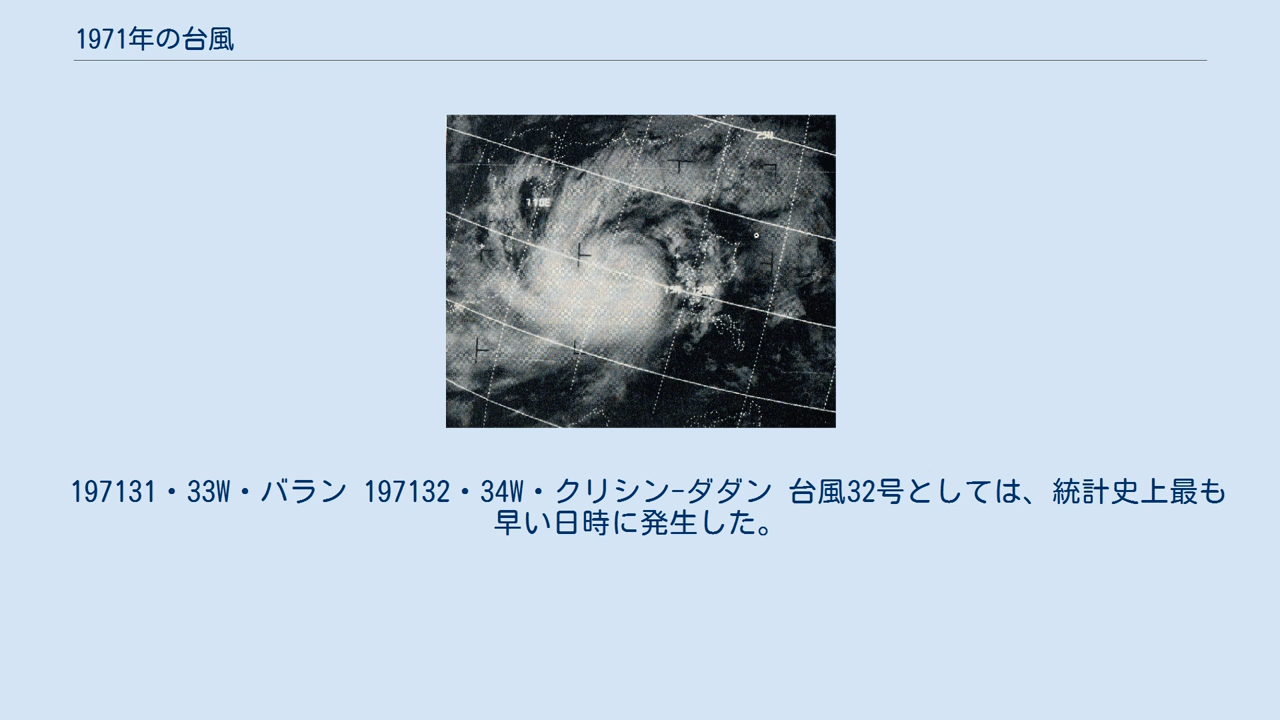 1971年の台風
25N
110E
197131・33W・バラン 197132・34W・クリシン-ダダン 台風32号としては、統計史上最も
早い日時に発生した。